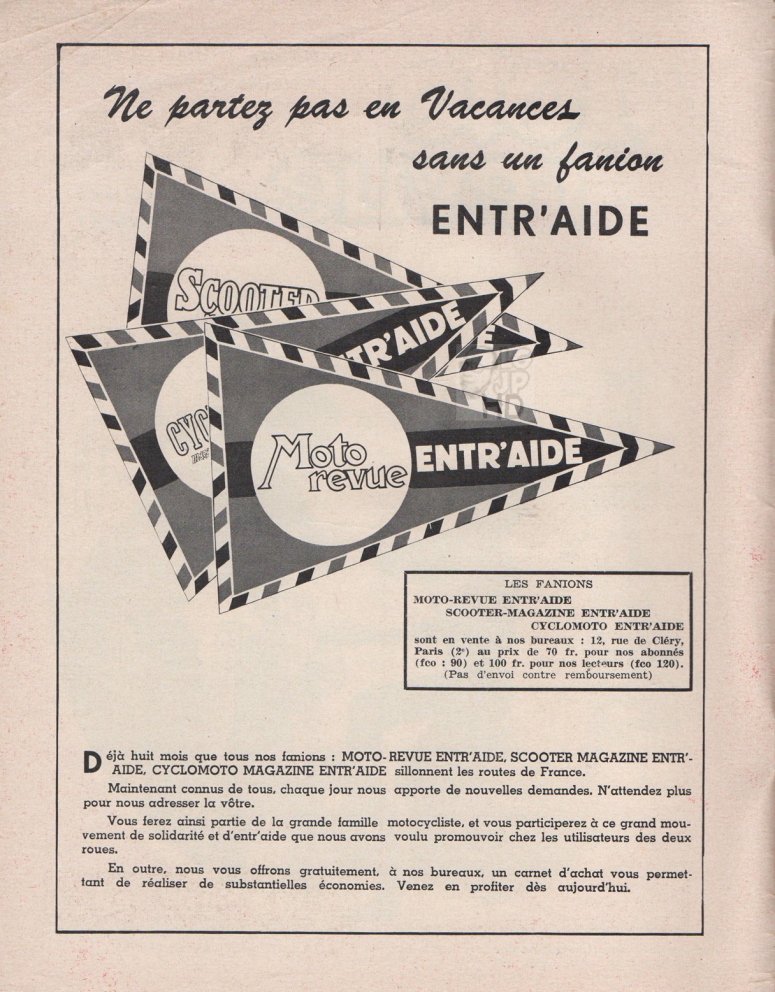 Ne partez pas en Vacances
sans un fanion
ENTR'AIDE
SCOOTER
ENTR'AIDE
E
CYC
Moto
revue
ENTR'AIDE
LES FANIONS
MOTO-REVUE ENTR'AIDE
SCOOTER-MAGAZINE ENTR'AIDE
CYCLOMOTO ENTR'AIDE
sont en vente à nos bureaux : 12, rue de Cléry,
Paris (2ᵉ) au prix de 70 fr. pour nos abonnés
(fco : 90) et 100 fr. pour nos lecteurs (fco 120).
(Pas d'envoi contre remboursement)
Déjà huit mois que tous nos fanions : MOTO-REVUE ENTR'AIDE, SCOOTER MAGAZINE ENTR'-
AIDE, CYCLOMOTO MAGAZINE ENTR'AIDE sillonnent les routes de France.
Maintenant connus de tous, chaque jour nous apporte de nouvelles demandes. N'attendez plus
pour nous adresser la vôtre.
Vous ferez ainsi partie de la grande famille motocycliste, et vous participerez à ce grand mou-
vement de solidarité et d'entr'aide que nous avons voulu promouvoir chez les utilisateurs des deux
roues.
En outre, nous vous offrons gratuitement, à nos bureaux, un carnet d'achat vous permet-
tant de réaliser de substantielles économies. Venez en profiter dès aujourd'hui.